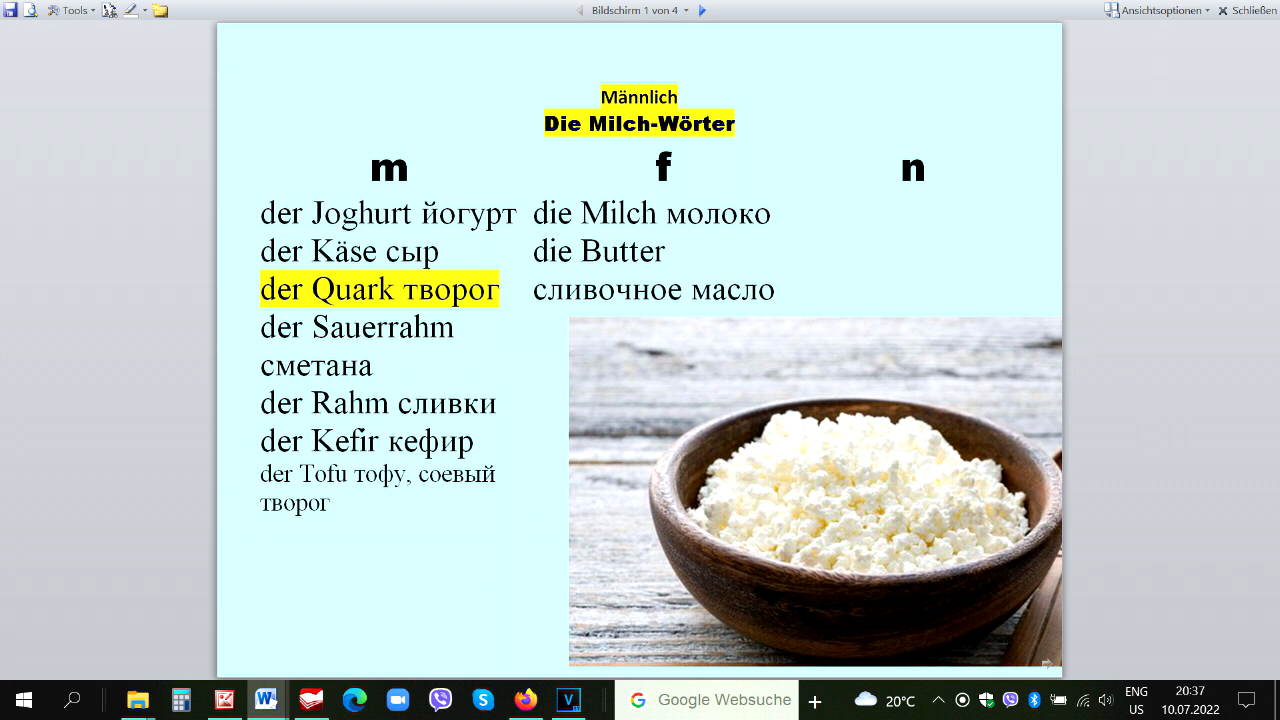 Tools
Bildschirm 1 von 4
Ansichtsoptionen
Schließen
Männlich
Die Milch-Wörter
m f n
der Joghurt йогурт
der Käse сыр
der Quark творог
der Sauerrahm
сметана
der Rahm сливки
der Kefir кефир
der Tofu тофу, соевый
творог
die Milch молоко
die Butter
сливочное масло
Google Websuche
20°C
ENG
US
20:37
10.07.2022